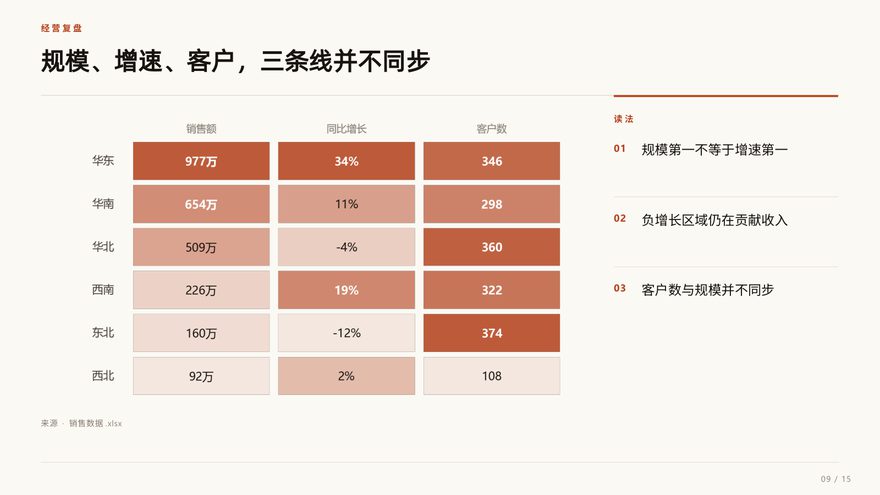 经营复盘
规模、增速、客户，三条线并不同步
销售额 同比增长 客户数
华东 977万 34% 346
华南 654万 11% 298
华北 509万 -4% 360
西南 226万 19% 322
东北 160万 -12% 374
西北 92万 2% 108
来源 · 销售数据.xlsx
读法
01 规模第一不等于增速第一
02 负增长区域仍在贡献收入
03 客户数与规模并不同步
09 / 15